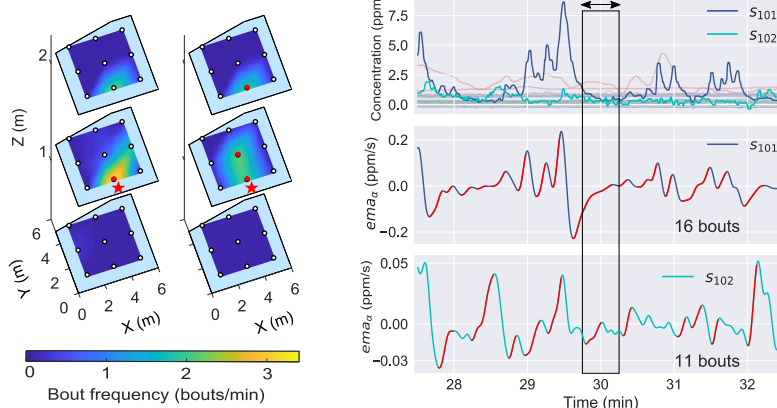 2
1
Z (m)
6
4
2
0
Y (m)
0 2 4 6
X (m)
0 2 4 6
X (m)
0 1 2 3
Bout frequency (bouts/min)
7.5
5.0
2.5
0.0
Concentration (ppm)
S101
S102
0.2
0.0
−0.2
emaα (ppm/s)
S101
16 bouts
0.05
0.00
−0.03
emaα (ppm/s)
S102
11 bouts
28 29 30 31 32
Time (min)